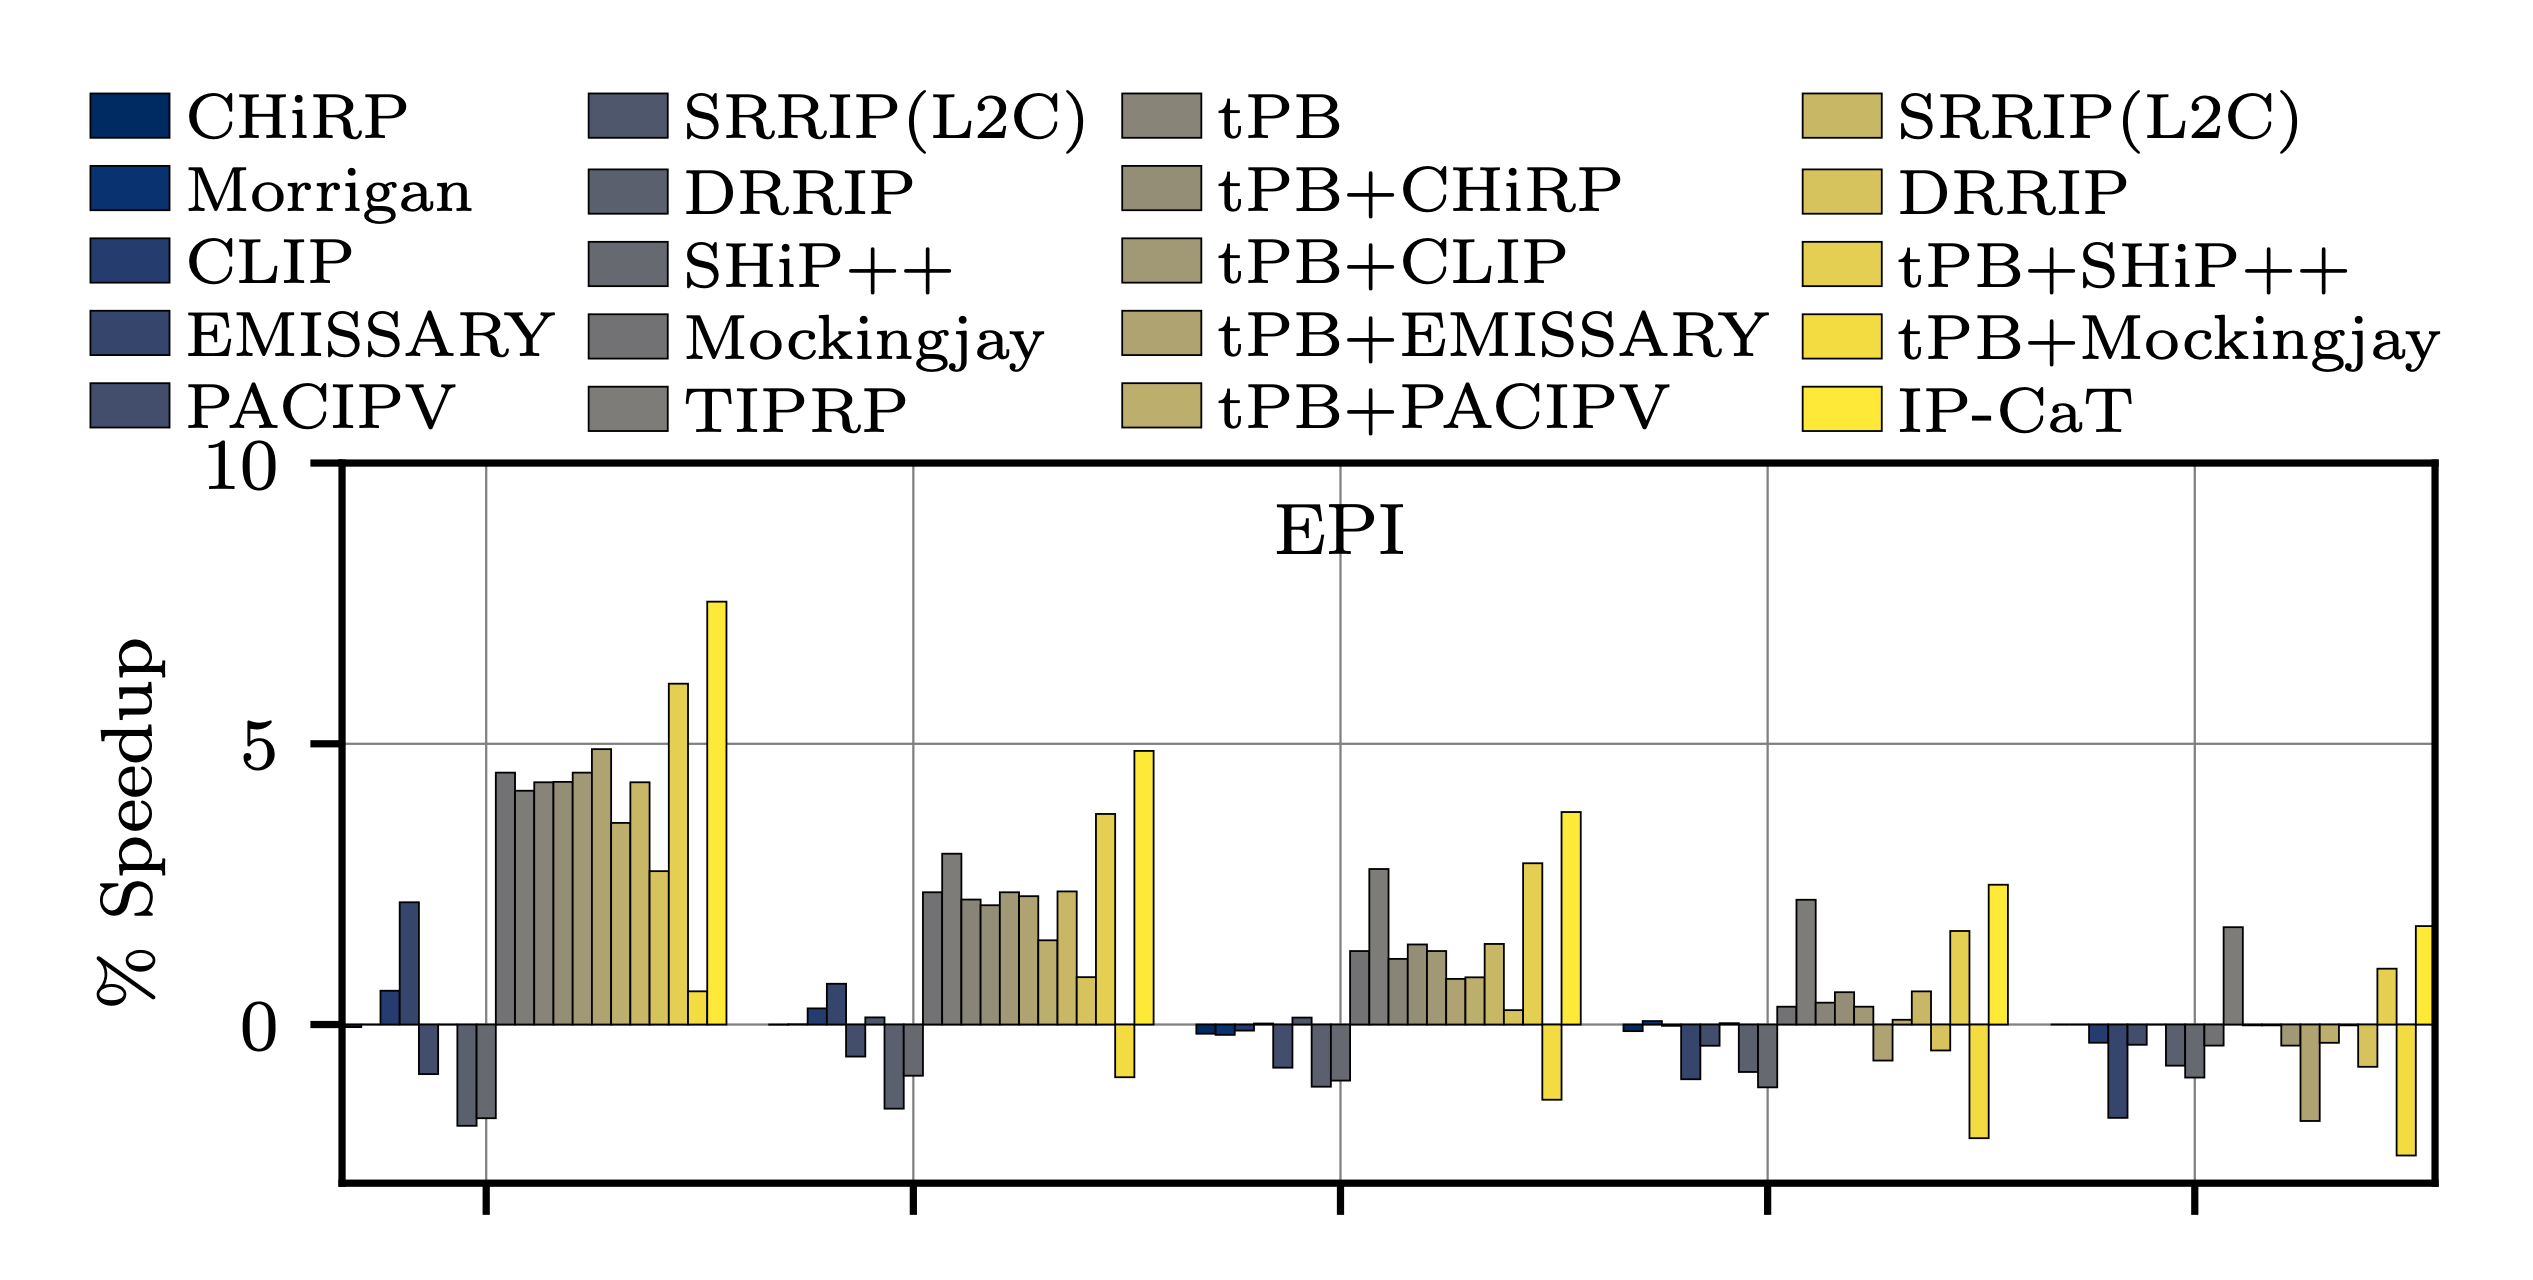 CHiRP
Morrigan
CLIP
EMISSARY
PACIPV
SRRIP(L2C)
DRRIP
SHiP++
Mockingjay
TIPRP
tPB
tPB+CHiRP
tPB+CLIP
tPB+EMISSARY
tPB+PACIPV
SRRIP(L2C)
DRRIP
tPB+SHiP++
tPB+Mockingjay
IP-CaT
10
5
0
% Speedup
EPI